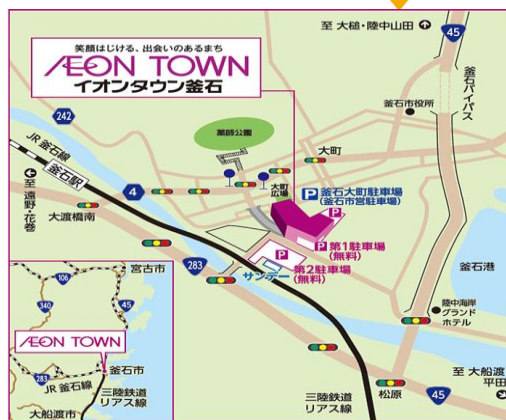 笑顔はじける、出会いのあるまち
ÆON TOWN
イオンタウン釜石
至 大槌・陸中山田
45
釜石バイパス
釜石市役所
242
薬師公園
大町
JR 釜石線
釜石駅
至 遠野・花巻
4
大町広場
P 釜石大町駐車場
(釜石市営駐車場)
P
大渡橋南
P 第1駐車場
(無料)
P
第2駐車場
(無料)
サンデー
283
釜石港
陸中海岸
グランド
ホテル
宮古市
106
45
340
ÆON TOWN
釜石市
283
JR 釜石線
三陸鉄道
リアス線
大船渡市
三陸鉄道
リアス線
松原
45
至 大船渡
平田